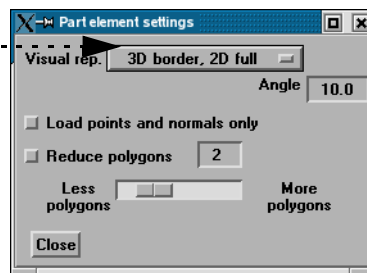 Part element settings
Visual rep. 3D border, 2D full
Angle 10.0
Load points and normals only
Reduce polygons 2
Less polygons More polygons
Close